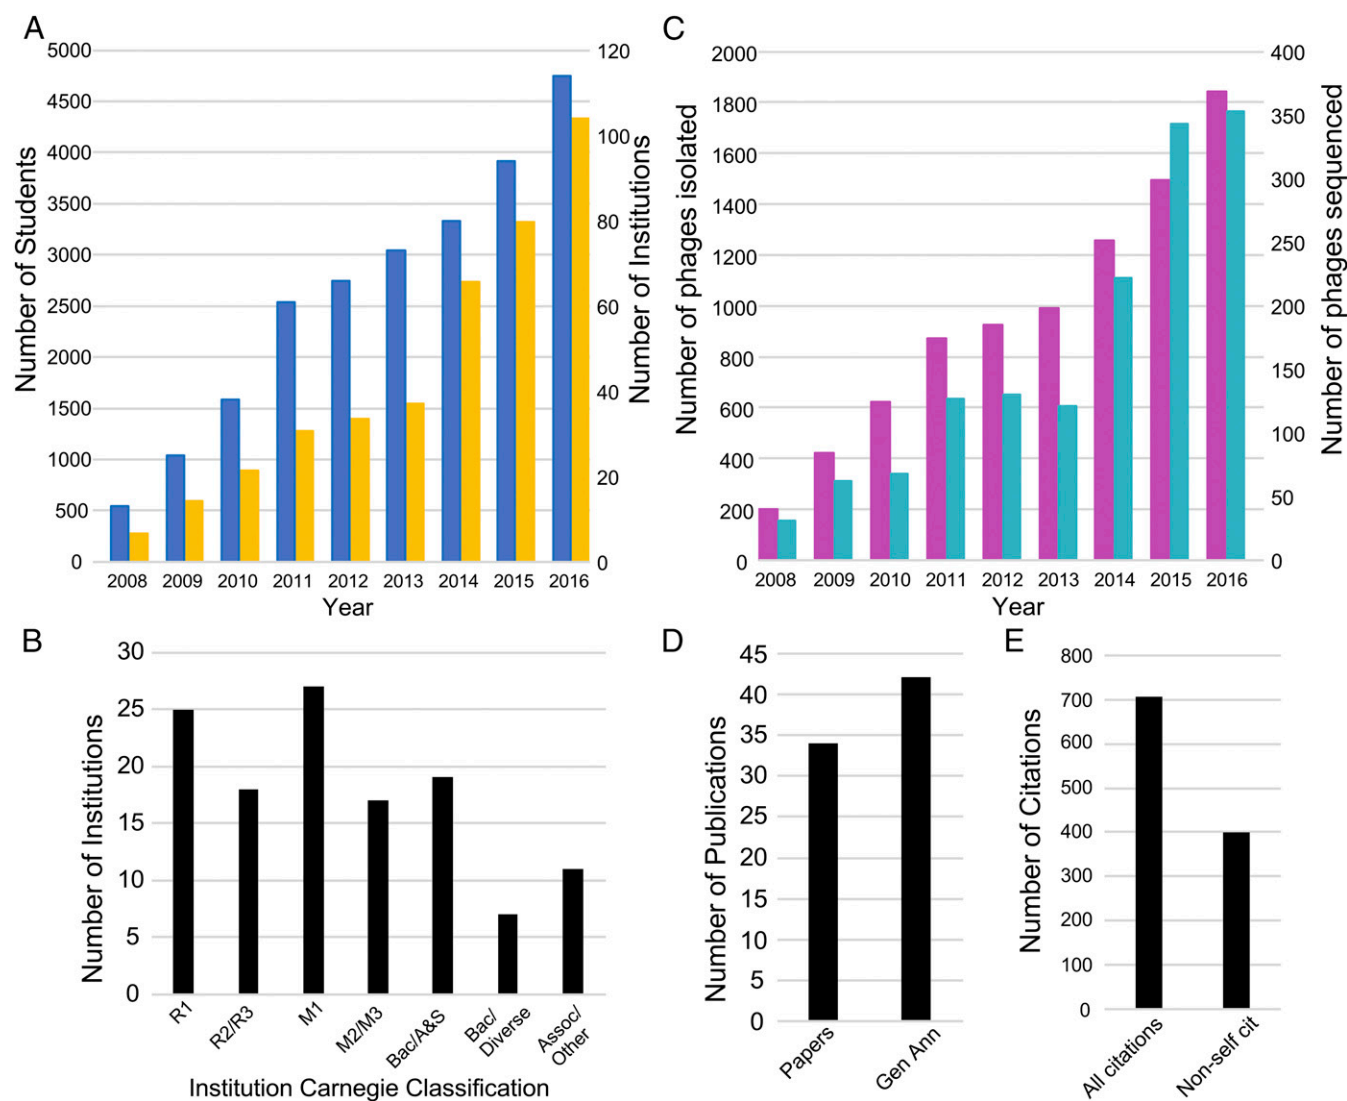 A
5000
4500
4000
3500
3000
2500
2000
1500
1000
500
0
Number of Students
120
100
80
60
40
20
0
Number of Institutions
2008 2009 2010 2011 2012 2013 2014 2015 2016
Year
C
2000
1800
1600
1400
1200
1000
800
600
400
200
0
Number of phages isolated
400
350
300
250
200
150
100
50
0
Number of phages sequenced
2008 2009 2010 2011 2012 2013 2014 2015 2016
Year
B
30
25
20
15
10
5
0
Number of Institutions
R1
R2/R3
M1
M2/M3
Bac/A&S
Bac/
Diverse
Assoc/
Other
Institution Carnegie Classification
D
45
40
35
30
25
20
15
10
5
0
Number of Publications
Papers
Gen Ann
E
800
700
600
500
400
300
200
100
0
Number of Citations
All citations
Non-self cit